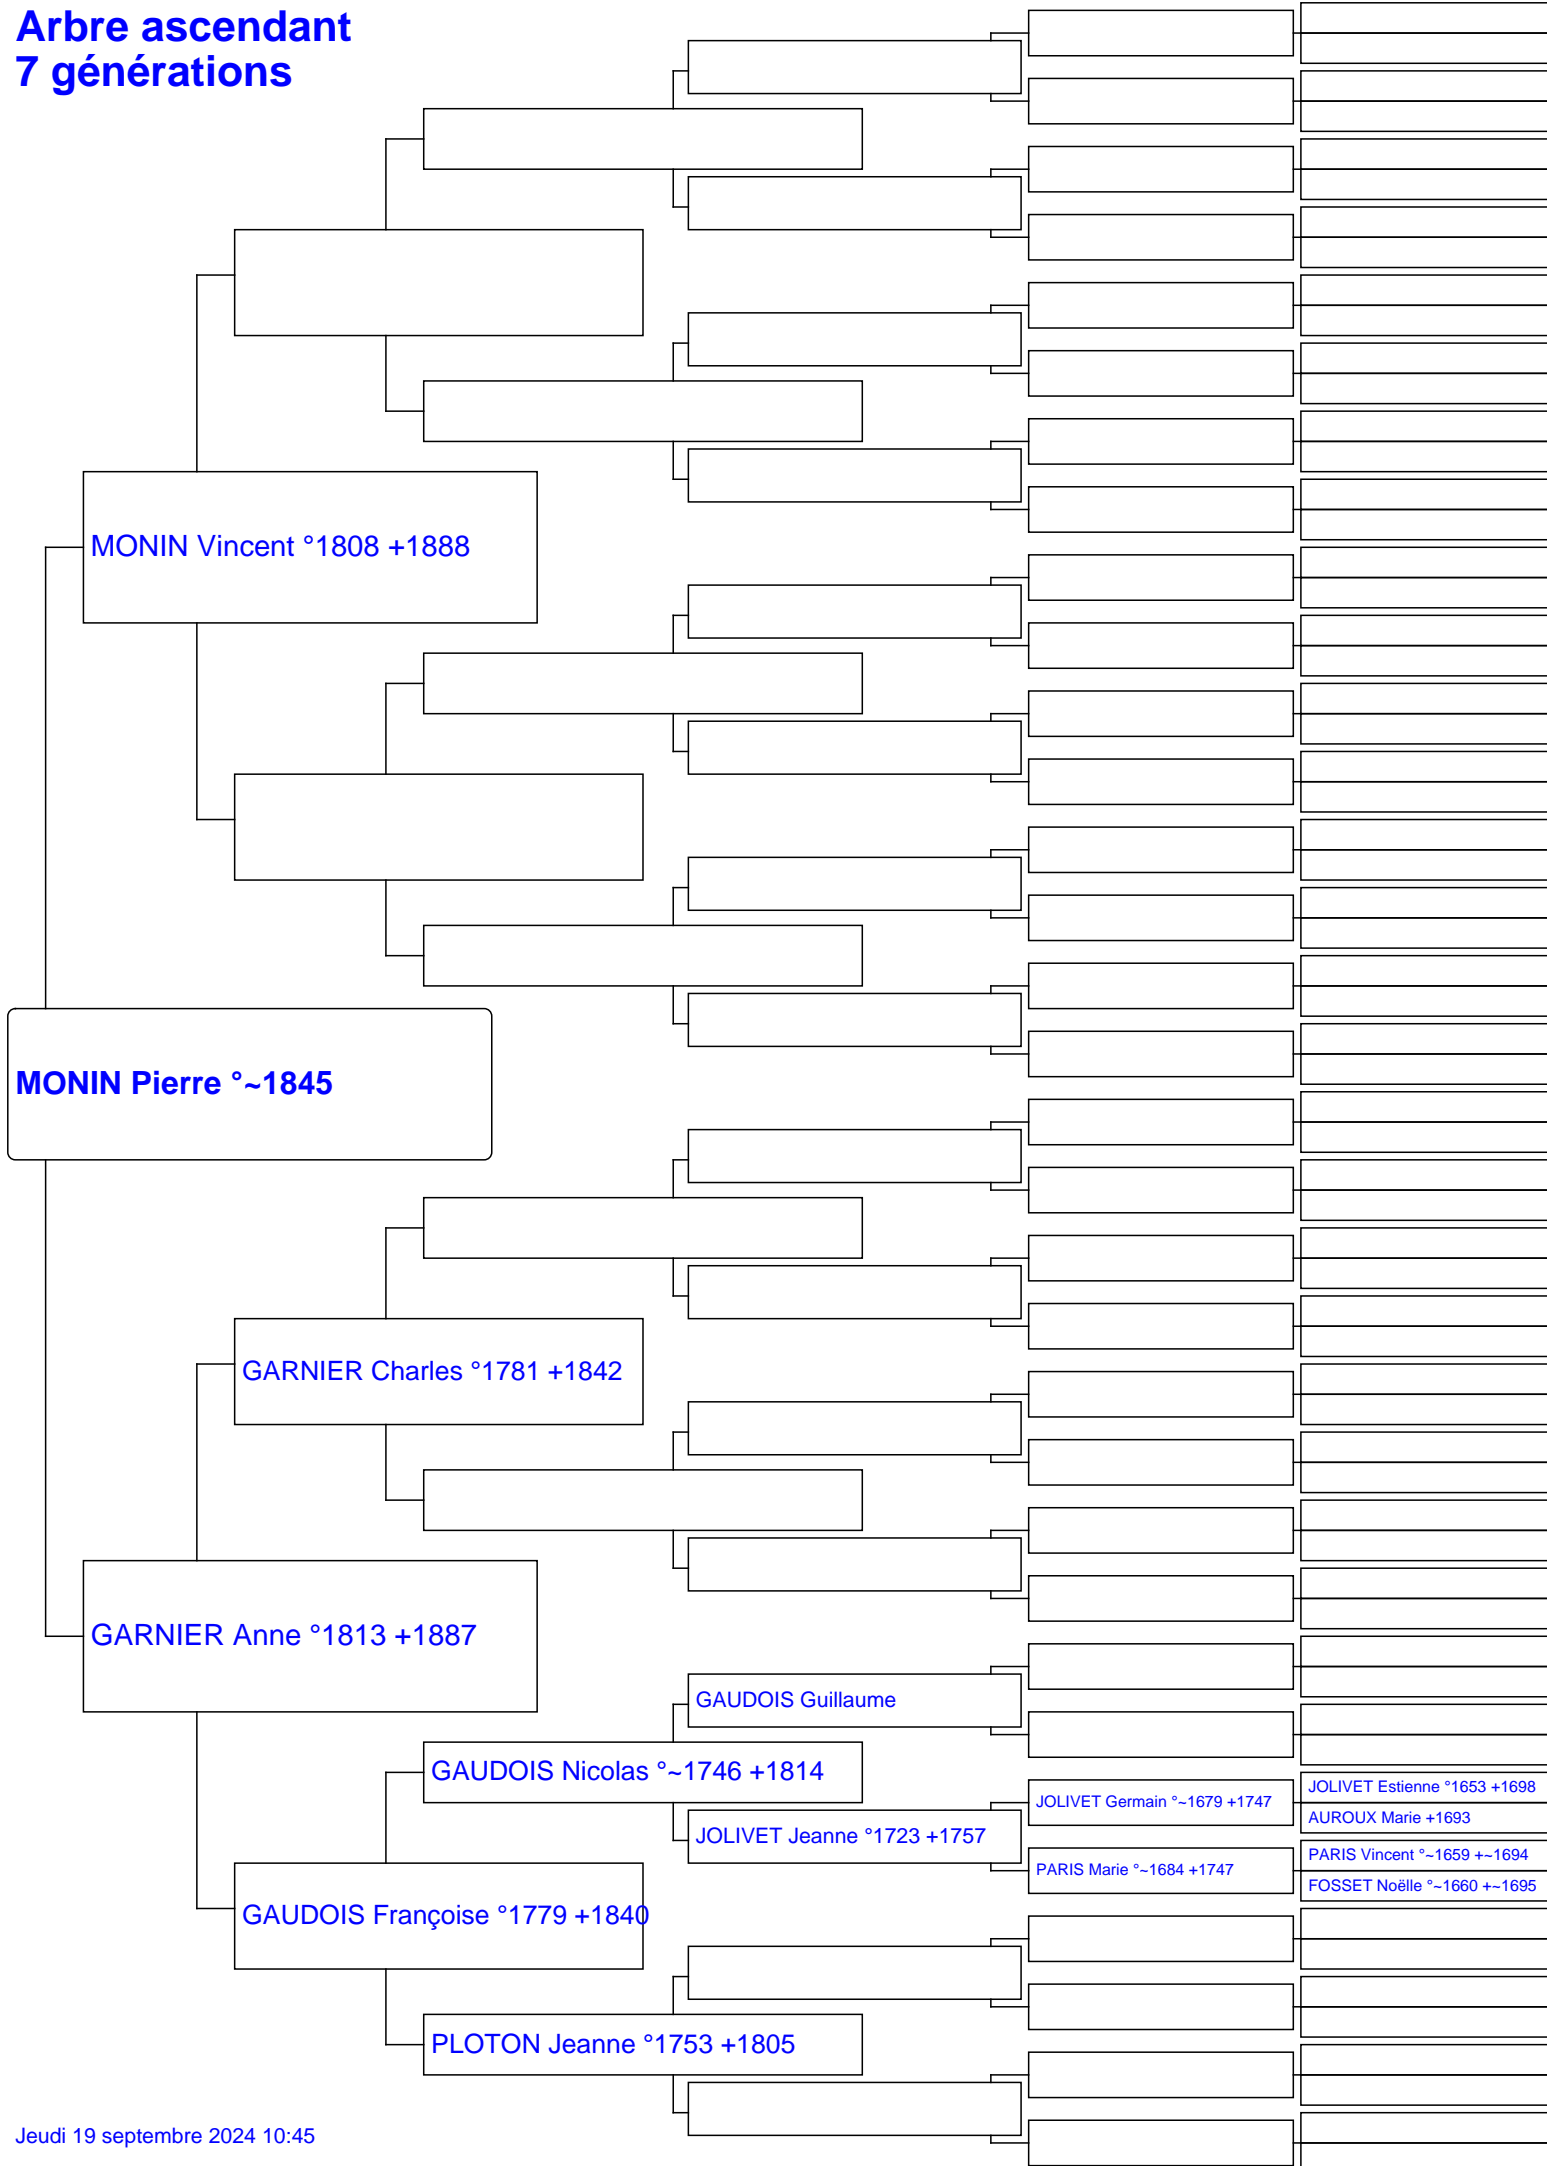 Arbre ascendant
7 générations
MONIN Vincent °1808 +1888
MONIN Pierre °~1845
GARNIER Charles °1781 +1842
GARNIER Anne °1813 +1887
GAUDOIS Guillaume
GAUDOIS Nicolas °~1746 +1814
JOLIVET Estienne °1653 +1698
JOLIVET Germain °~1679 +1747
AUROUX Marie +1693
JOLIVET Jeanne °1723 +1757
PARIS Vincent °~1659 +~1694
PARIS Marie °~1684 +1747
FOSSET Noëlle °~1660 +~1695
GAUDOIS Françoise °1779 +1840
PLOTON Jeanne °1753 +1805
Jeudi 19 septembre 2024 10:45